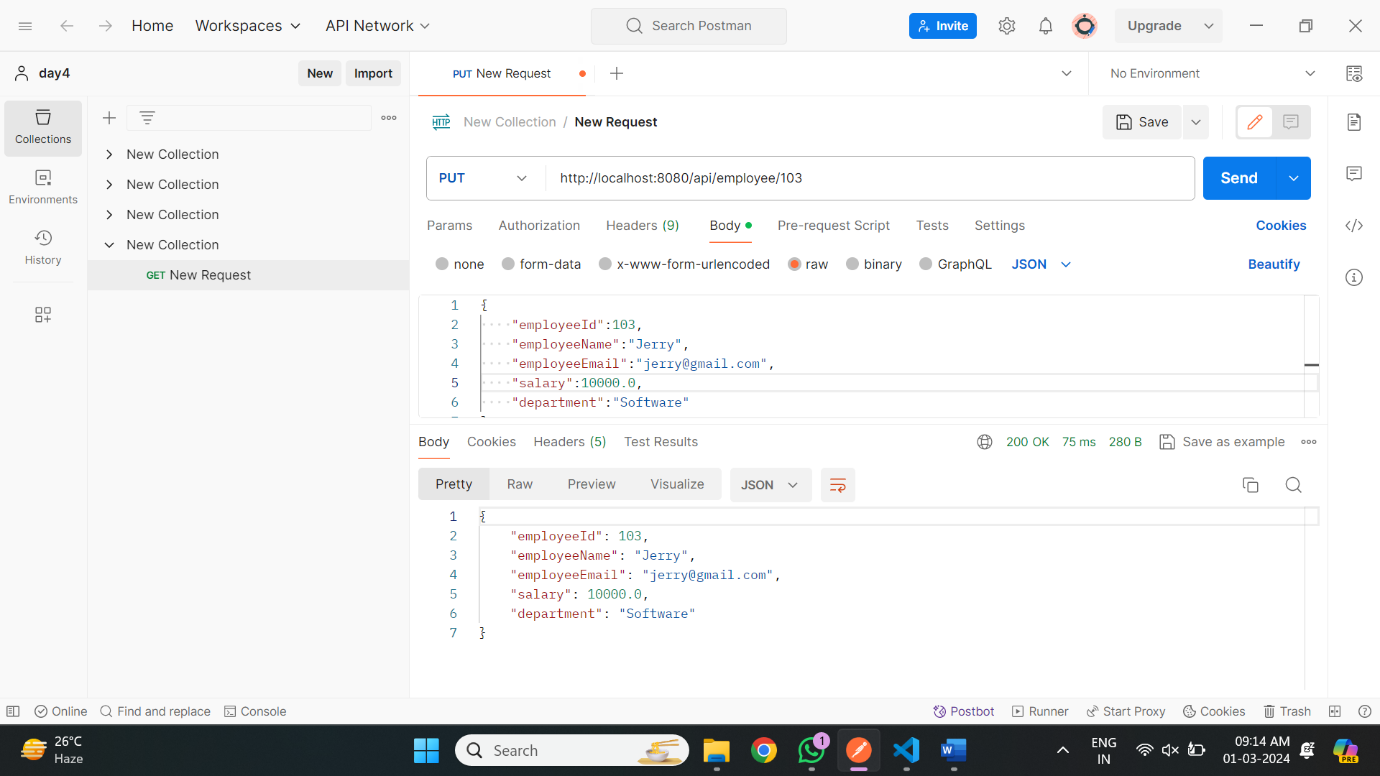 Home Workspaces API Network Search Postman Invite Upgrade
day4 New Import PUT New Request No Environment
Collections
Environments
History
New Collection
New Collection
New Collection
New Collection
GET New Request
HTTP New Collection / New Request Save
PUT http://localhost:8080/api/employee/103 Send
Params Authorization Headers (9) Body Pre-request Script Tests Settings Cookies
none form-data x-www-form-urlencoded raw binary GraphQL JSON Beautify
1 {
2 ····"employeeId":103,
3 ····"employeeName":"Jerry",
4 ····"employeeEmail":"jerry@gmail.com",
5 ····"salary":10000.0,
6 ····"department":"Software"
Body Cookies Headers (5) Test Results 200 OK 75 ms 280 B Save as example
Pretty Raw Preview Visualize JSON
1 {
2 "employeeId": 103,
3 "employeeName": "Jerry",
4 "employeeEmail": "jerry@gmail.com",
5 "salary": 10000.0,
6 "department": "Software"
7 }
Online Find and replace Console Postbot Runner Start Proxy Cookies Trash
26°C
Haze
Search
1
ENG
IN
09:14 AM
01-03-2024
PRE